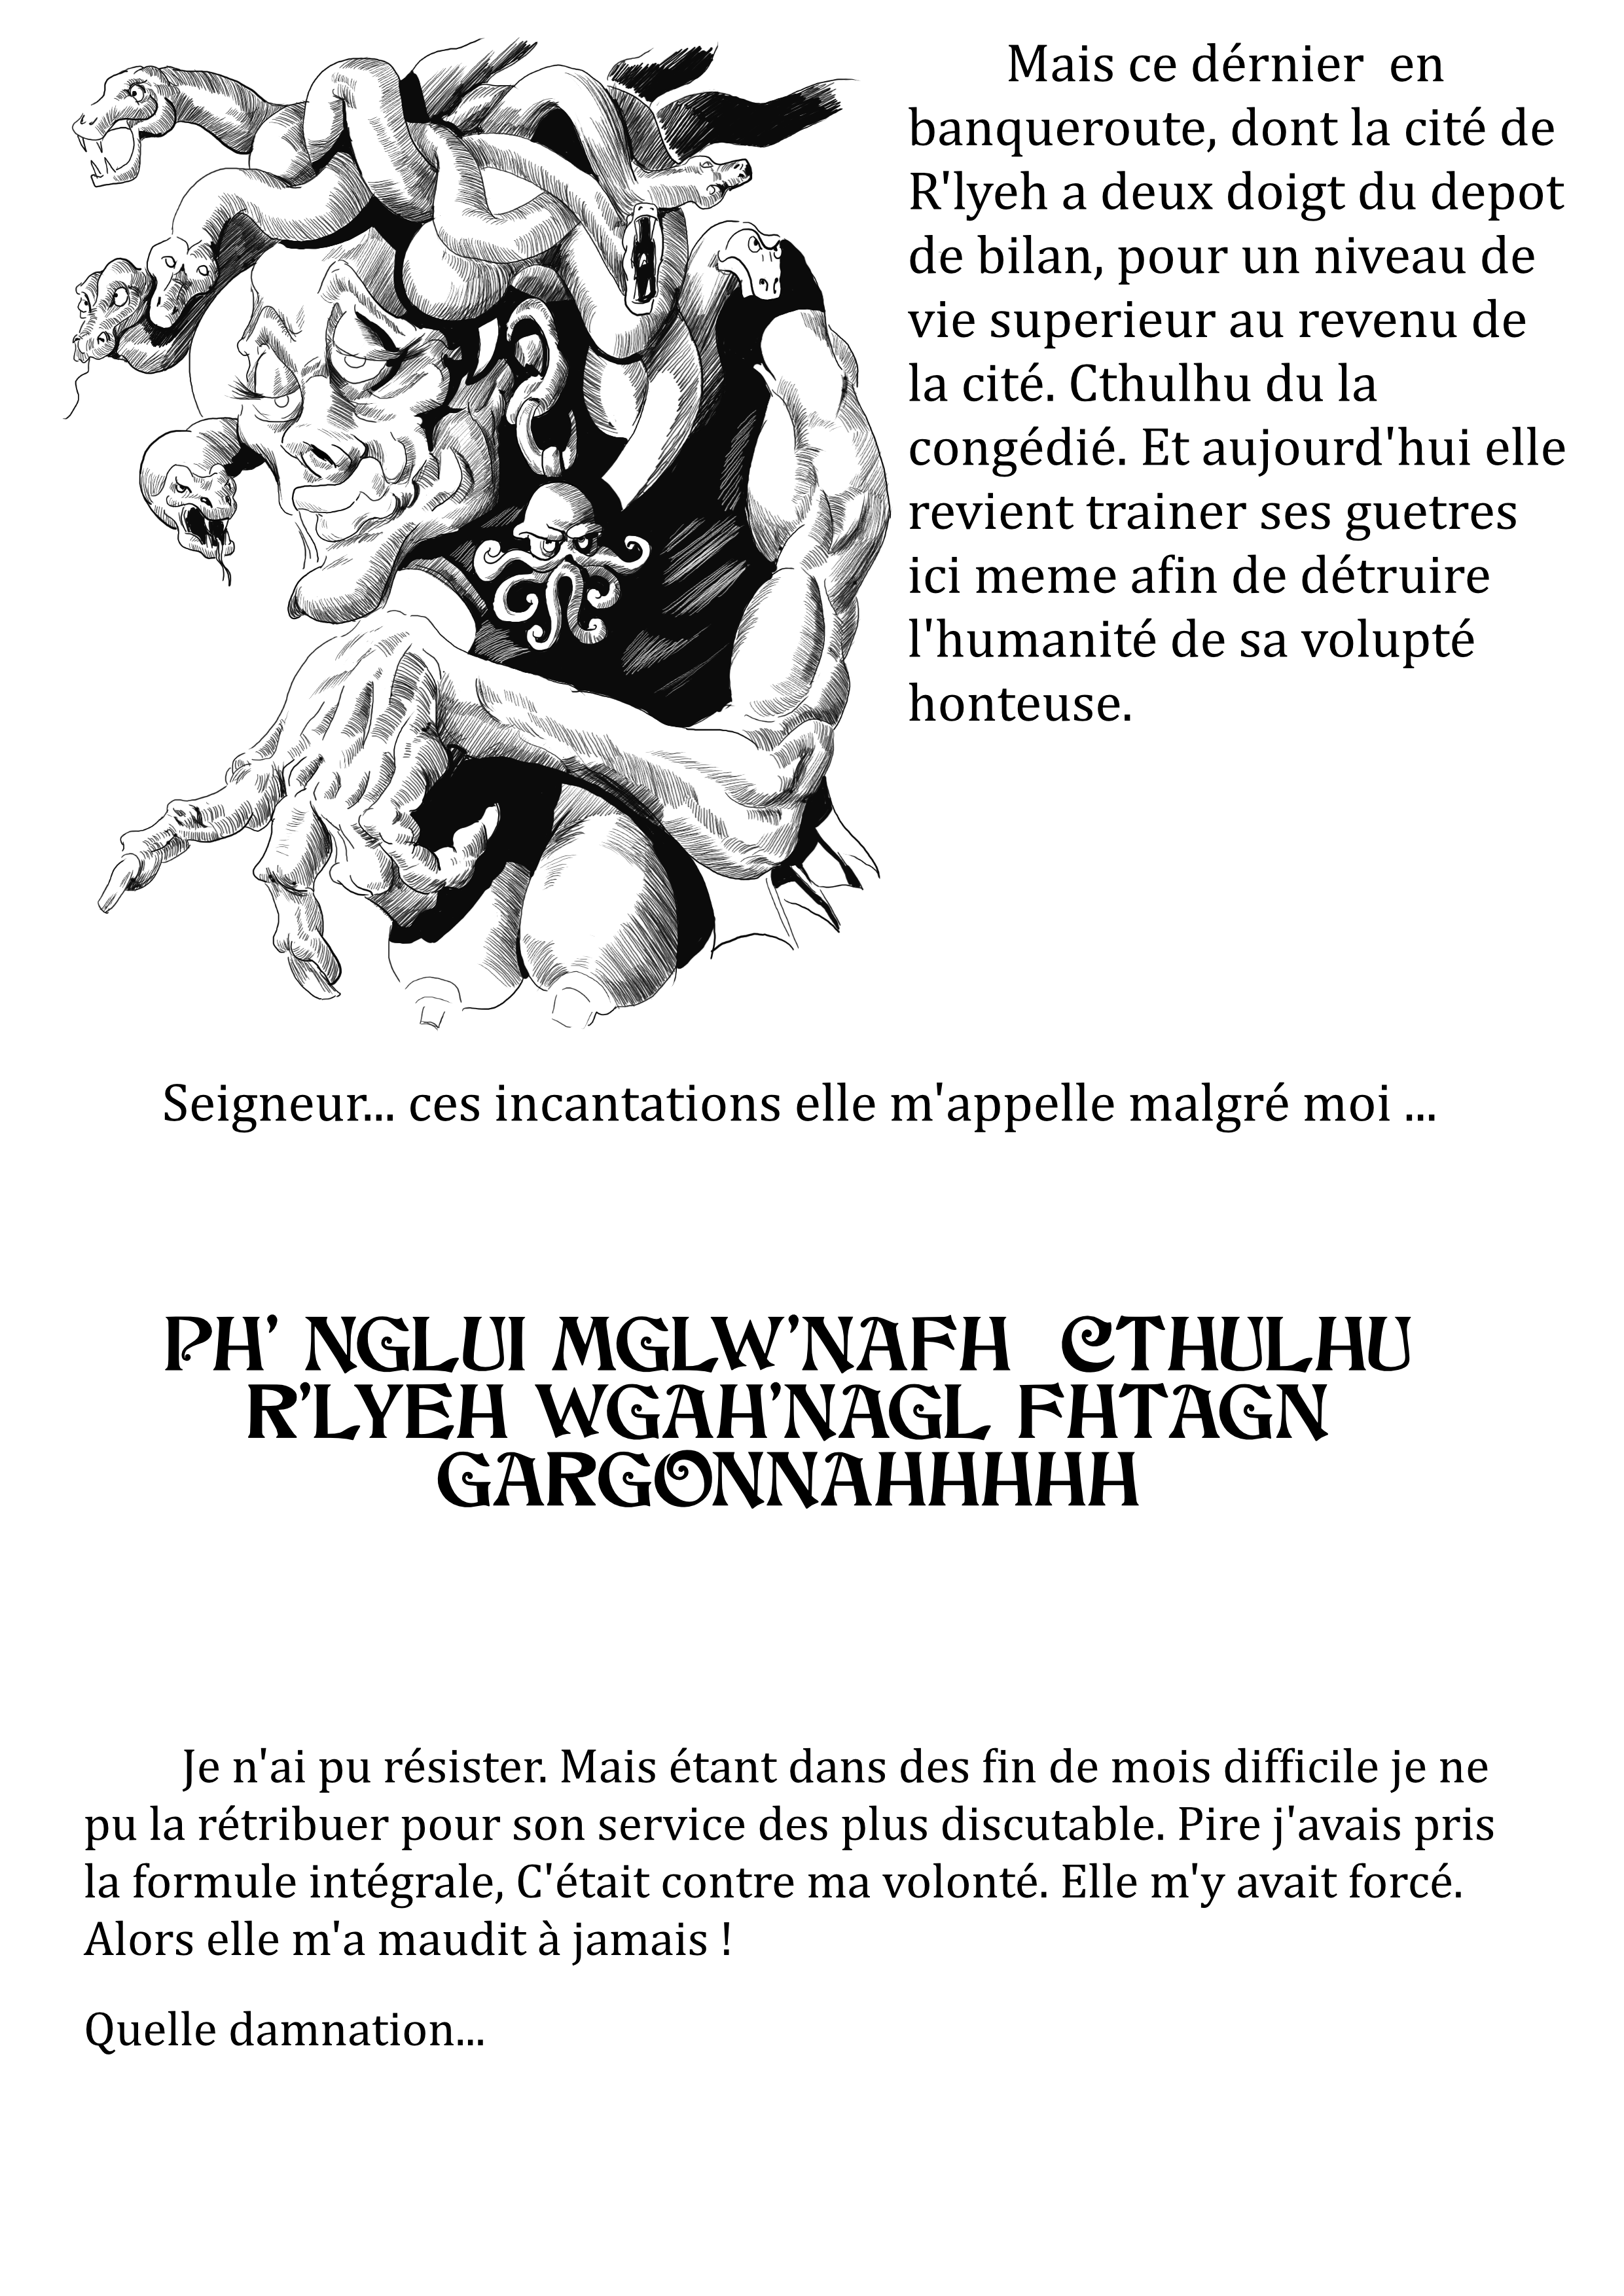 Mais ce dérnier  en
banqueroute, dont la cité de
R'lyeh a deux doigt du depot
de bilan, pour un niveau de
vie superieur au revenu de
la cité. Cthulhu du la
congédié. Et aujourd'hui elle
revient trainer ses guetres
ici meme afin de détruire
l'humanité de sa volupté
honteuse.
Seigneur... ces incantations elle m'appelle malgré moi ...
PH' NGLUI MGLW'NAFH  CTHULHU
R'LYEH WGAH'NAGL FHTAGN
GARGONNAHHHHH
Je n'ai pu résister. Mais étant dans des fin de mois difficile je ne
pu la rétribuer pour son service des plus discutable. Pire j'avais pris
la formule intégrale, C'était contre ma volonté. Elle m'y avait forcé.
Alors elle m'a maudit à jamais !
Quelle damnation...